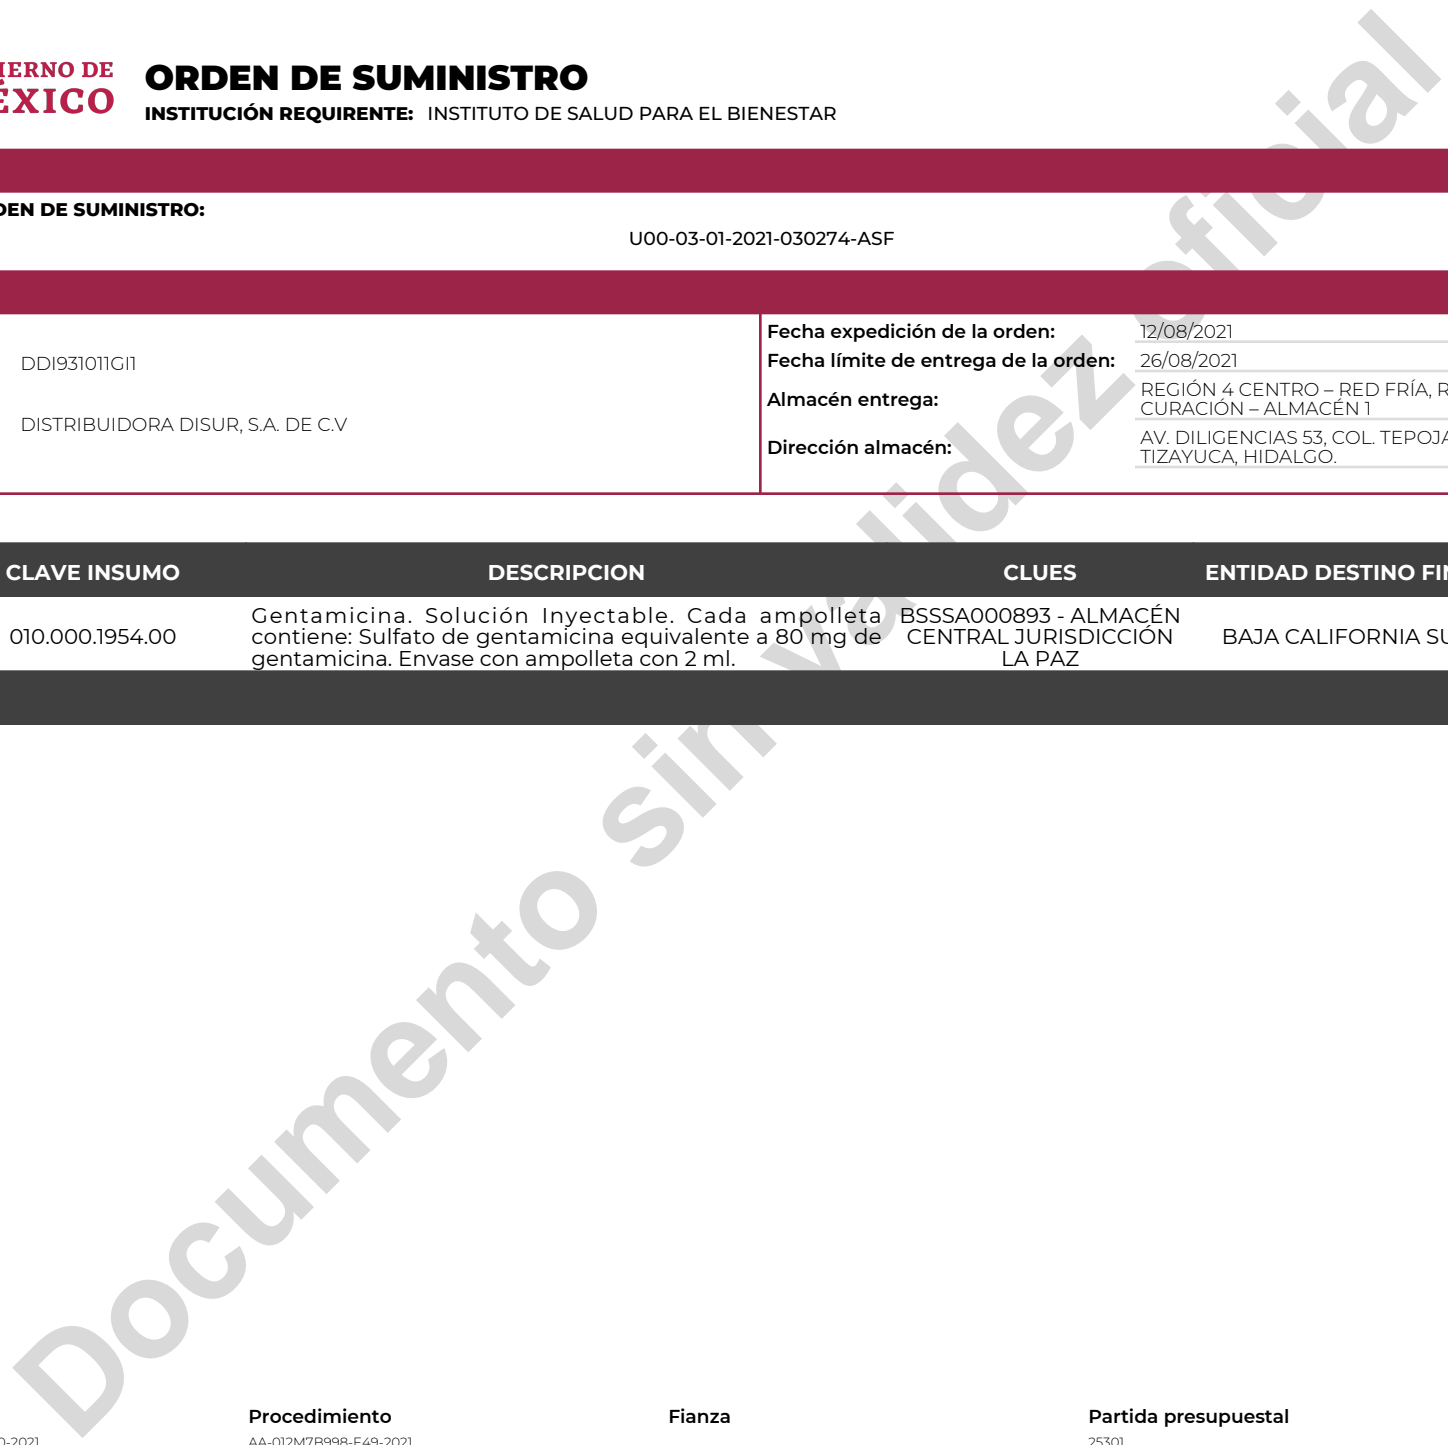 IERNO DE
ÉXICO
ORDEN DE SUMINISTRO
INSTITUCIÓN REQUIRENTE: INSTITUTO DE SALUD PARA EL BIENESTAR
DEN DE SUMINISTRO:
U00-03-01-2021-030274-ASF
DDI931011GI1
DISTRIBUIDORA DISUR, S.A. DE C.V
Fecha expedición de la orden: 12/08/2021
Fecha límite de entrega de la orden: 26/08/2021
Almacén entrega: REGIÓN 4 CENTRO – RED FRÍA, R
CURACIÓN – ALMACÉN 1
Dirección almacén: AV. DILIGENCIAS 53, COL. TEPOJA
TIZAYUCA, HIDALGO.
CLAVE INSUMO DESCRIPCION CLUES ENTIDAD DESTINO FIN
010.000.1954.00
Gentamicina. Solución Inyectable. Cada ampolleta
contiene: Sulfato de gentamicina equivalente a 80 mg de
gentamicina. Envase con ampolleta con 2 ml.
BSSSA000893 - ALMACÉN
CENTRAL JURISDICCIÓN
LA PAZ
BAJA CALIFORNIA SU
Documento sin validez oficial
Procedimiento Fianza Partida presupuestal
0-2021 AA-012M7B998-E49-2021 25301